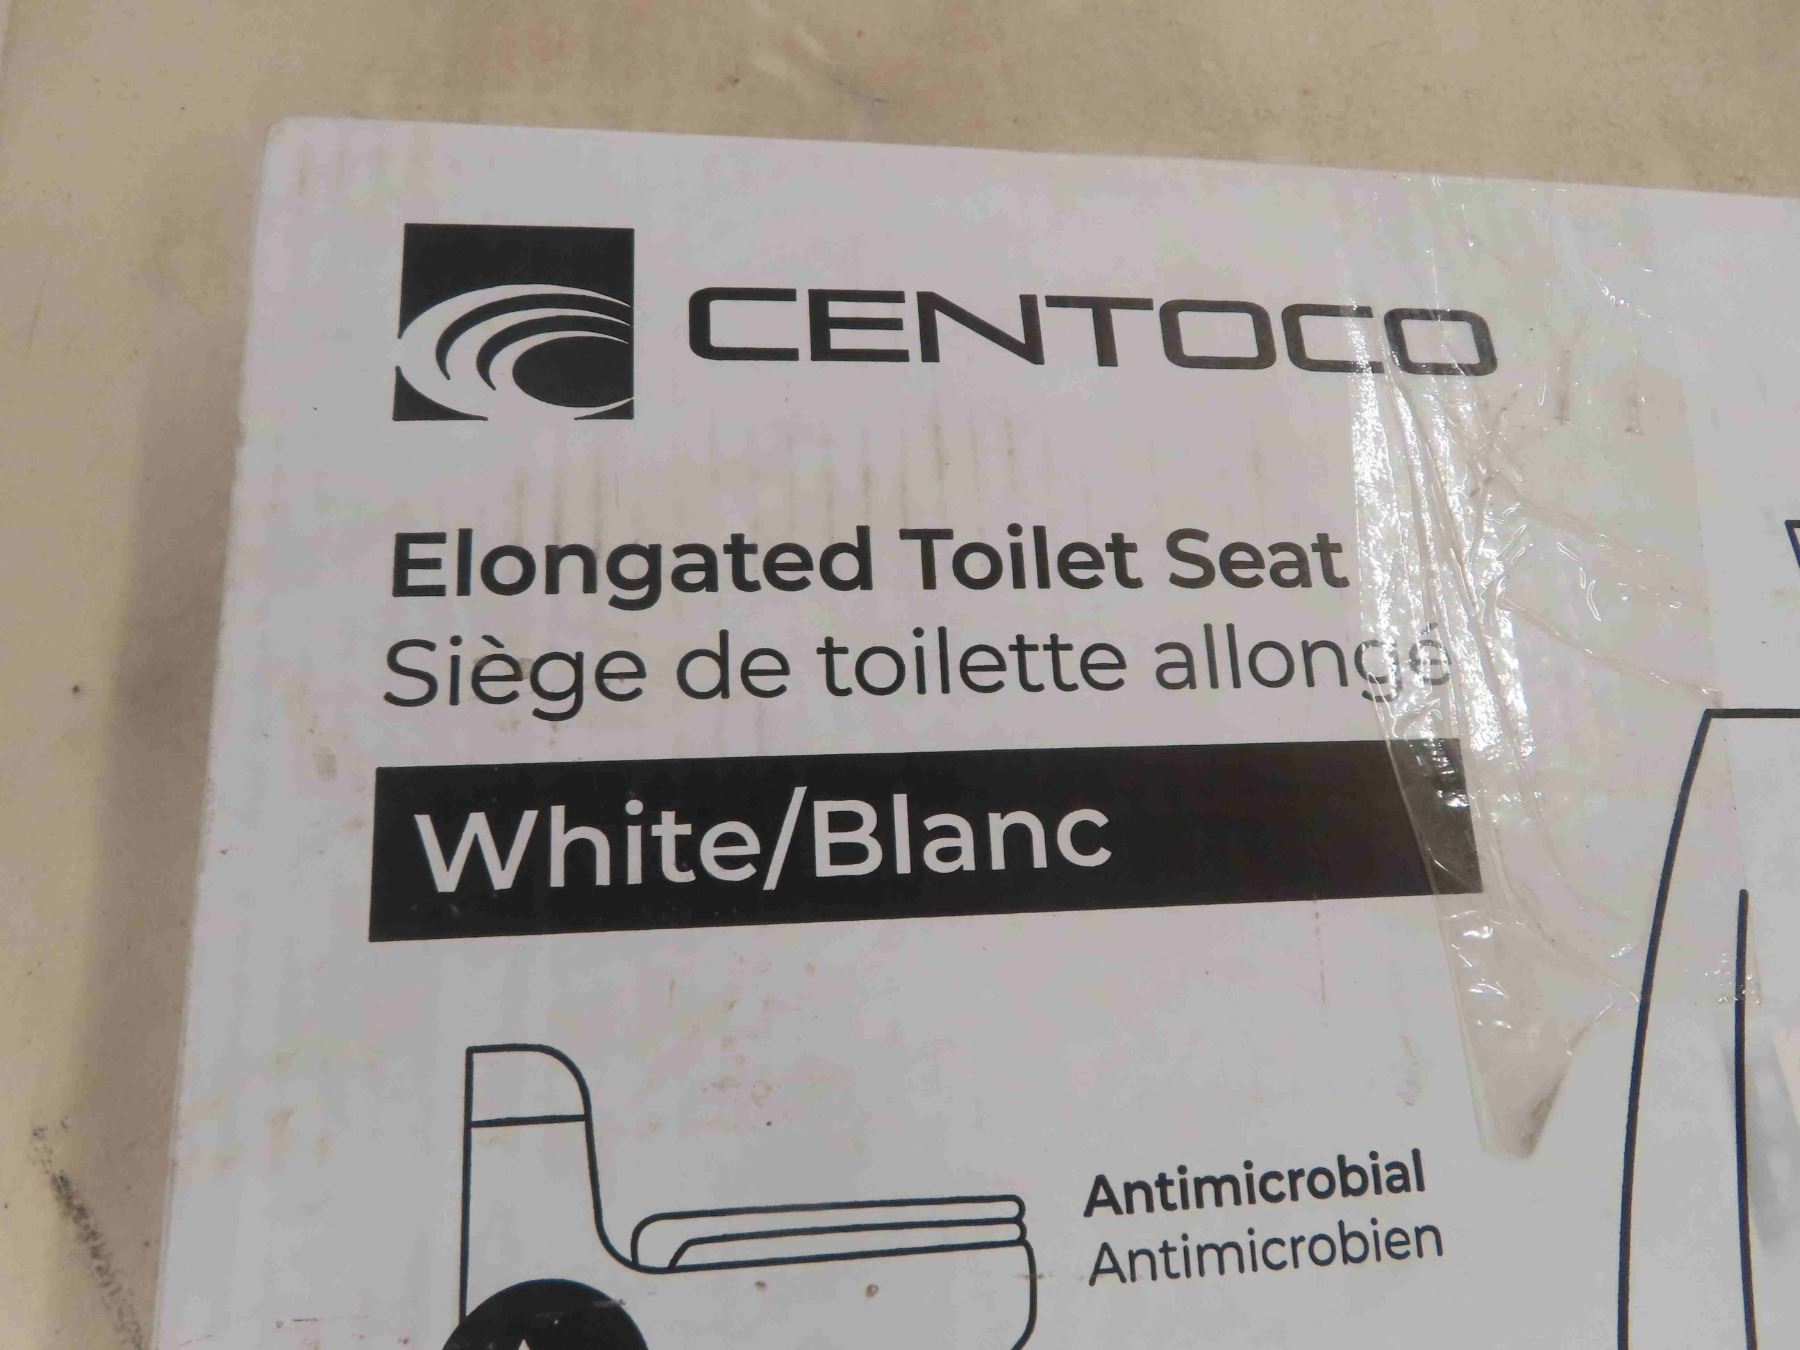 CENTOCO
Elongated Toilet Seat
Siège de toilette allongé
White/Blanc
Antimicrobial
Antimicrobien